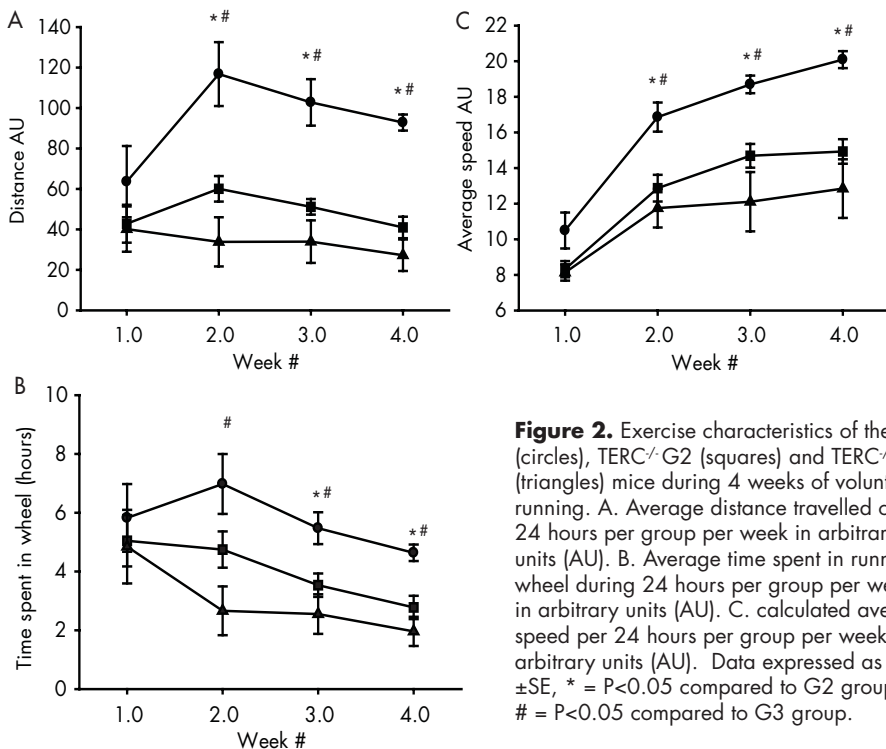 A
140
120
100
80
60
40
20
0
Distance AU
* #
* #
* #
1.0 2.0 3.0 4.0
Week #
C
22
20
18
16
14
12
10
8
6
Average speed AU
* #
* #
* #
1.0 2.0 3.0 4.0
Week #
B
10
8
6
4
2
0
Time spent in wheel (hours)
#
* #
* #
1.0 2.0 3.0 4.0
Week #
Figure 2. Exercise characteristics of the
(circles), TERC-/- G2 (squares) and TERC-/
(triangles) mice during 4 weeks of
running. A. Average distance travelled
24 hours per group per week in
units (AU). B. Average time spent in
wheel during 24 hours per group per
in arbitrary units (AU). C. calculated
speed per 24 hours per group per week
arbitrary units (AU). Data expressed as
±SE, * = P<0.05 compared to G2
# = P<0.05 compared to G3 group.